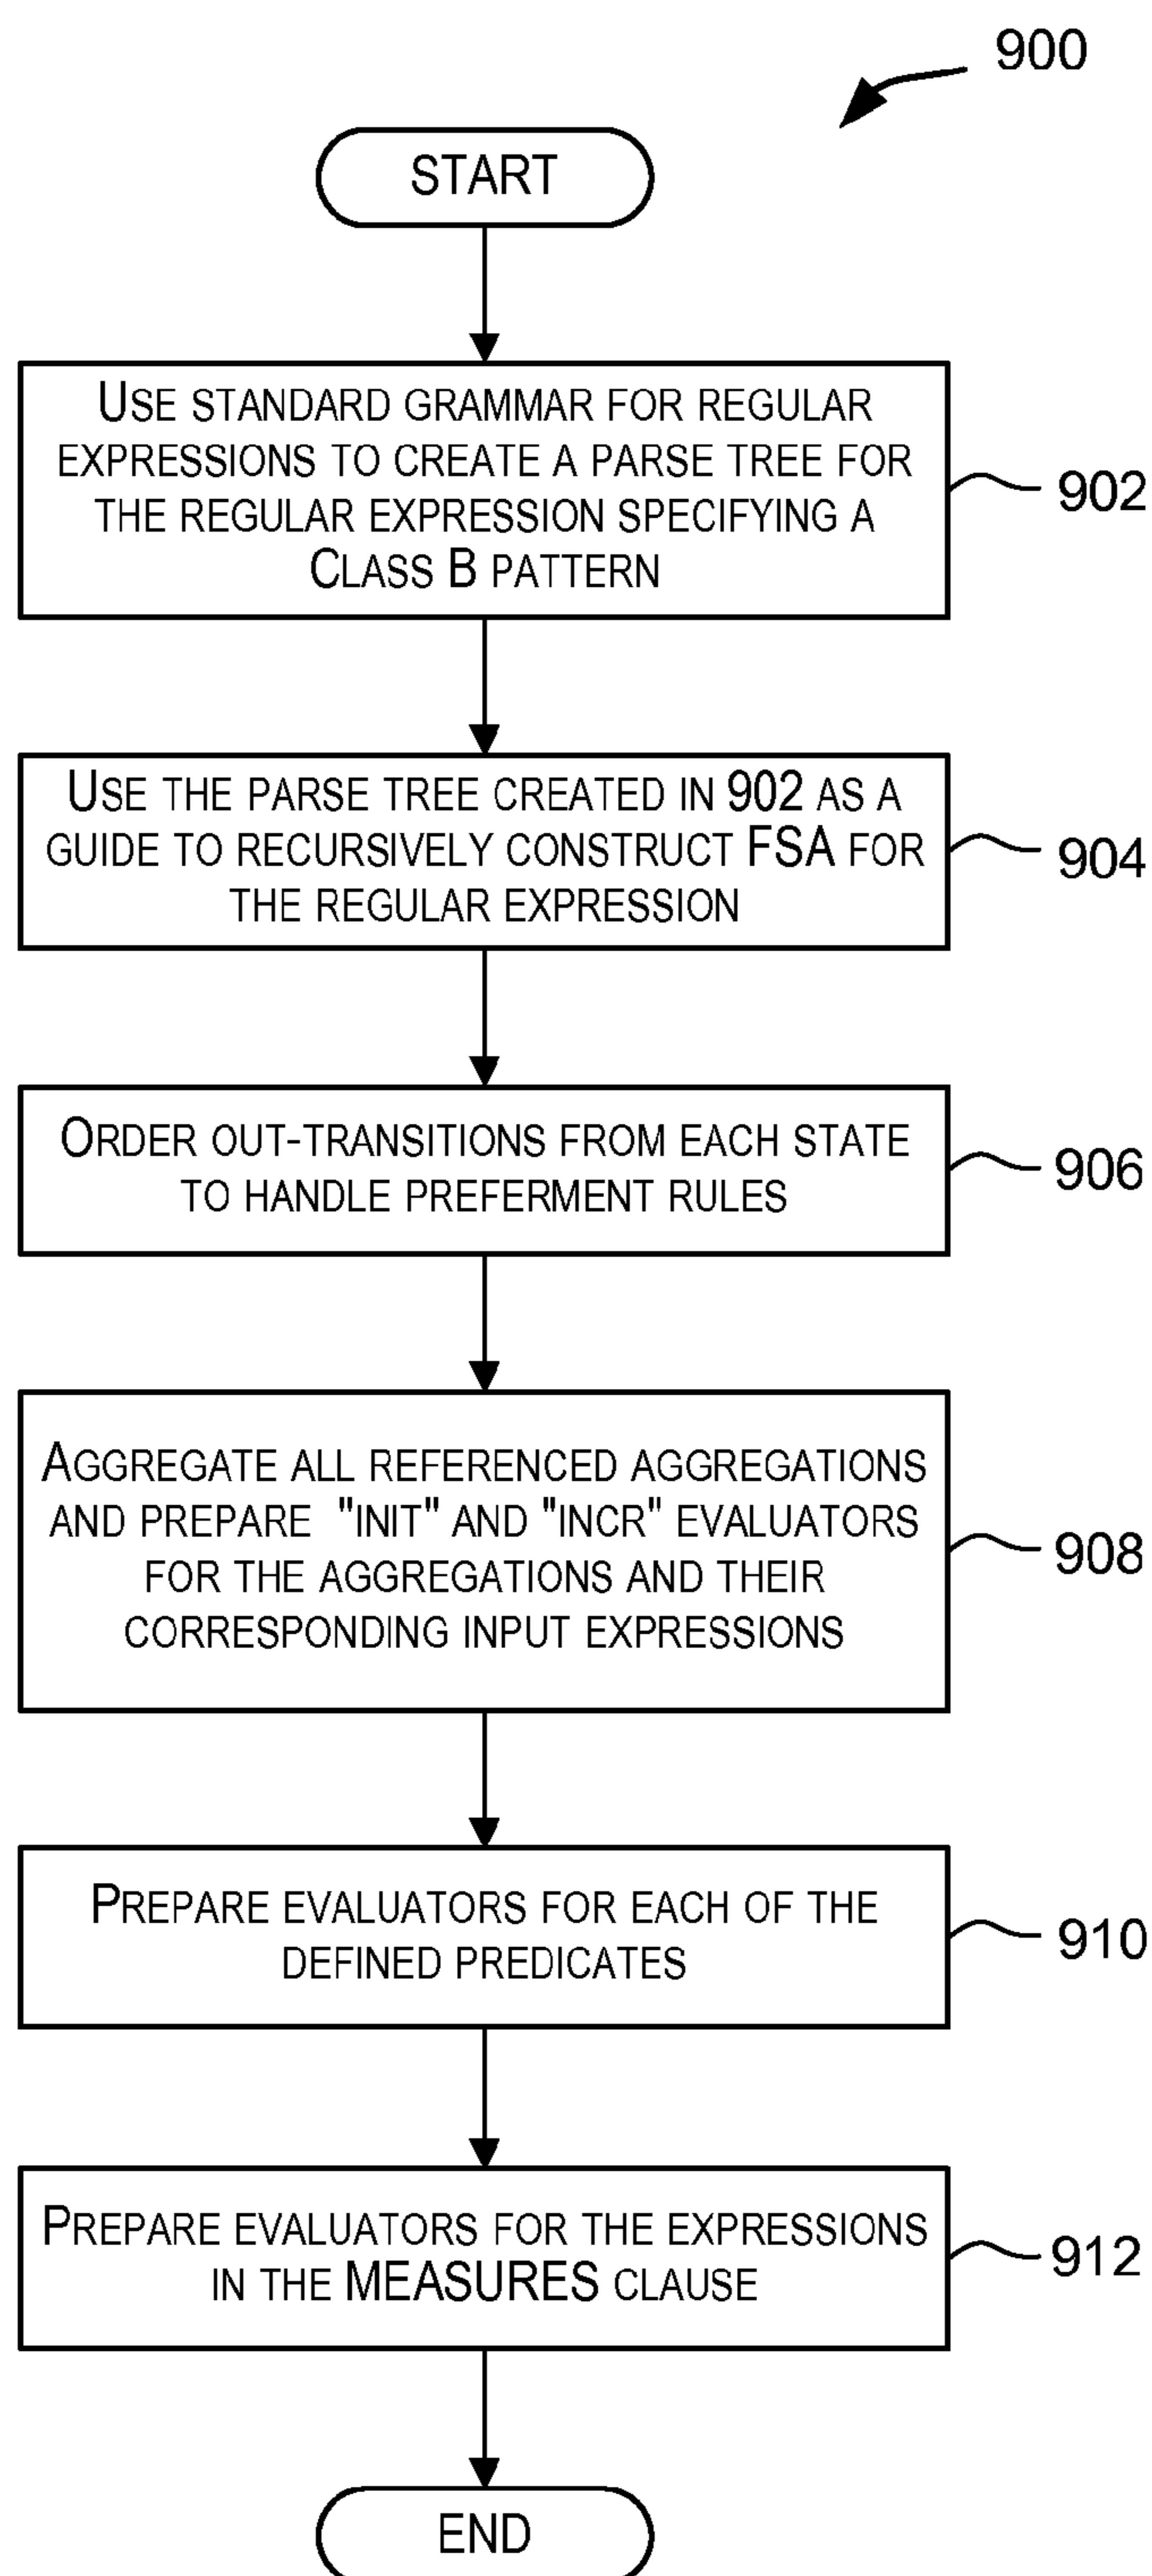 900
START
USE STANDARD GRAMMAR FOR REGULAR
EXPRESSIONS TO CREATE A PARSE TREE FOR
THE REGULAR EXPRESSION SPECIFYING A
CLASS B PATTERN
902
USE THE PARSE TREE CREATED IN 902 AS A
GUIDE TO RECURSIVELY CONSTRUCT FSA FOR
THE REGULAR EXPRESSION
904
ORDER OUT-TRANSITIONS FROM EACH STATE
TO HANDLE PREFERMENT RULES
906
AGGREGATE ALL REFERENCED AGGREGATIONS
AND PREPARE "INIT" AND "INCR" EVALUATORS
FOR THE AGGREGATIONS AND THEIR
CORRESPONDING INPUT EXPRESSIONS
908
PREPARE EVALUATORS FOR EACH OF THE
DEFINED PREDICATES
910
PREPARE EVALUATORS FOR THE EXPRESSIONS
IN THE MEASURES CLAUSE
912
END